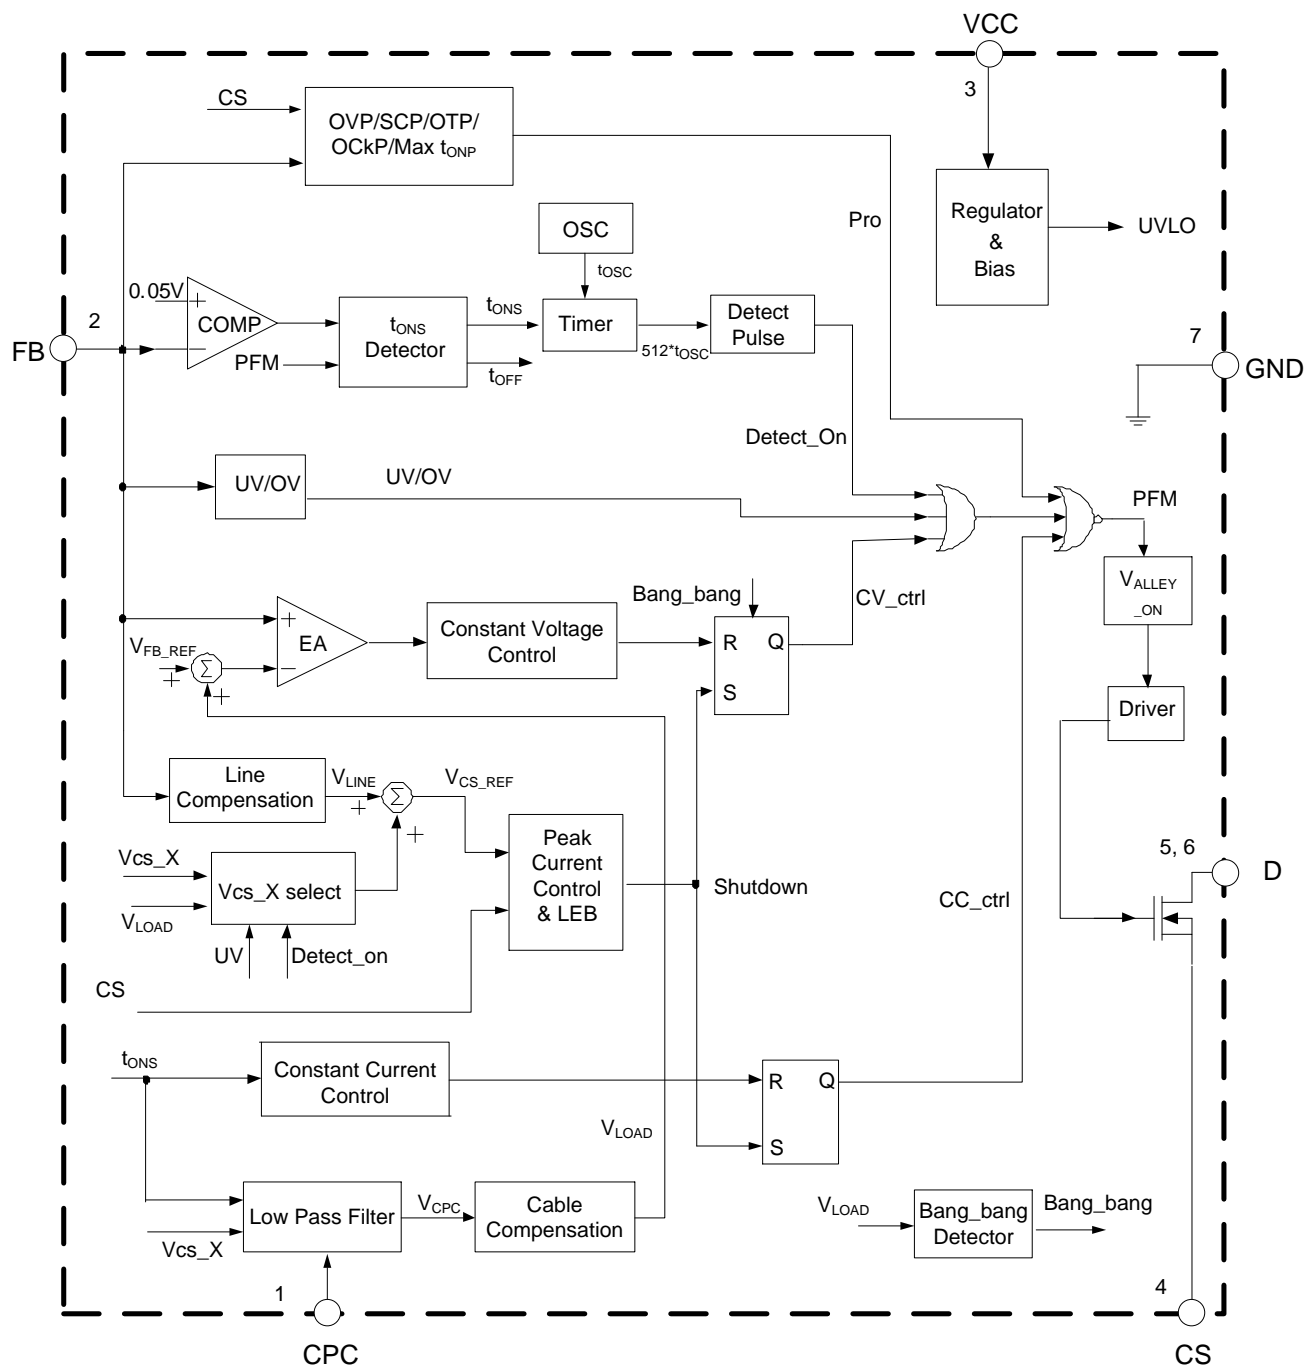 VCC
3
CS
OVP/SCP/OTP/
OCkP/Max tONP
Pro
Regulator
&
Bias
UVLO
OSC
tOSC
0.05V
+
COMP
−
PFM
tONS
Detector
tONS
tOFF
Timer
512*tOSC
Detect
Pulse
2
FB
7
GND
Detect_On
UV/OV
UV/OV
PFM
VALLEY
_ON
Driver
Bang_bang
CV_ctrl
+
EA
−
VFB_REF
Σ
+
+
Constant Voltage
Control
R
Q
S
Line
Compensation
VLINE
+
Σ
+
VCS_REF
Vcs_X
VLOAD
Vcs_X select
UV
Detect_on
Peak
Current
Control
& LEB
Shutdown
CC_ctrl
5, 6
D
CS
tONS
Constant Current
Control
R
Q
S
VLOAD
Low Pass Filter
VCPC
Cable
Compensation
Vcs_X
VLOAD
Bang_bang
Detector
Bang_bang
1
CPC
4
CS